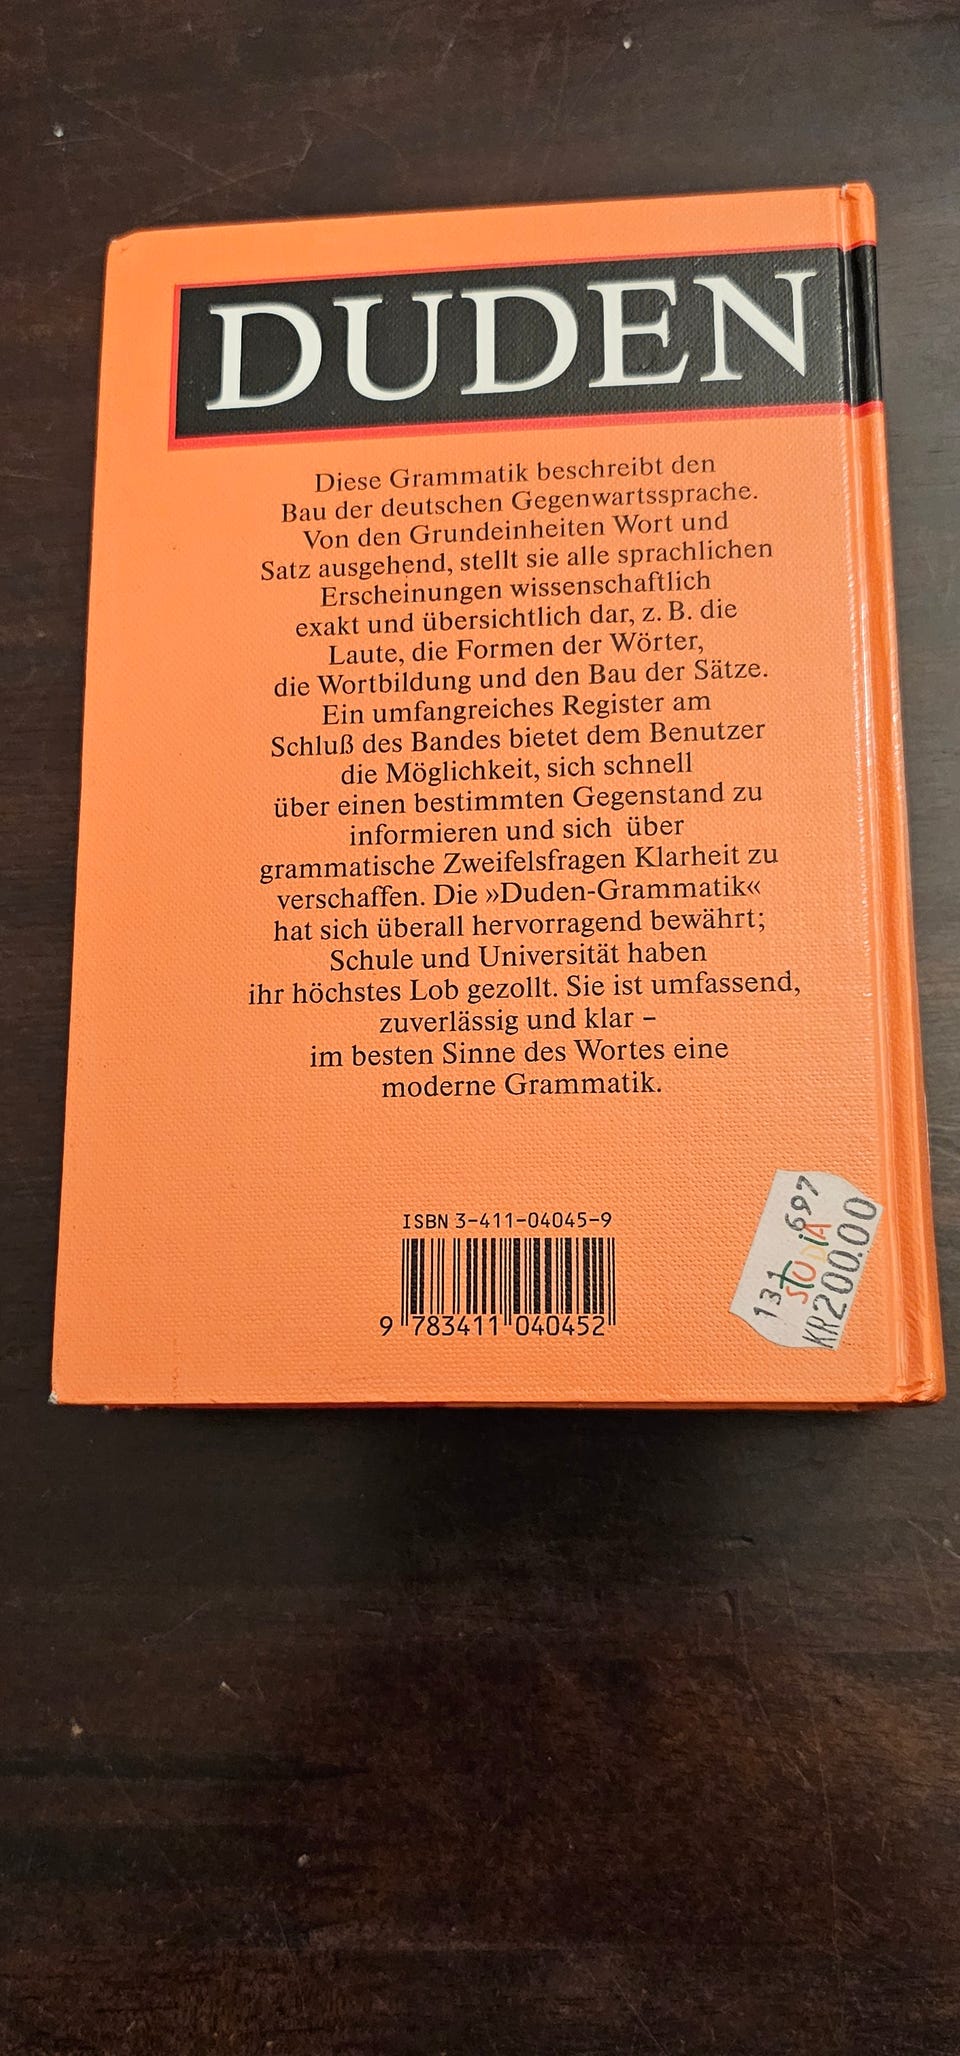 DUDEN
Diese Grammatik beschreibt den
Bau der deutschen Gegenwartssprache.
Von den Grundeinheiten Wort und
Satz ausgehend, stellt sie alle sprachlichen
Erscheinungen wissenschaftlich
exakt und übersichtlich dar, z. B. die
Laute, die Formen der Wörter,
die Wortbildung und den Bau der Sätze.
Ein umfangreiches Register am
Schluß des Bandes bietet dem Benutzer
die Möglichkeit, sich schnell
über einen bestimmten Gegenstand zu
informieren und sich über
grammatische Zweifelsfragen Klarheit zu
verschaffen. Die »Duden-Grammatik«
hat sich überall hervorragend bewährt;
Schule und Universität haben
ihr höchstes Lob gezollt. Sie ist umfassend,
zuverlässig und klar –
im besten Sinne des Wortes eine
moderne Grammatik.
ISBN 3-411-04045-9
9 783411 040452
131 697
STUDiA
KR200.00